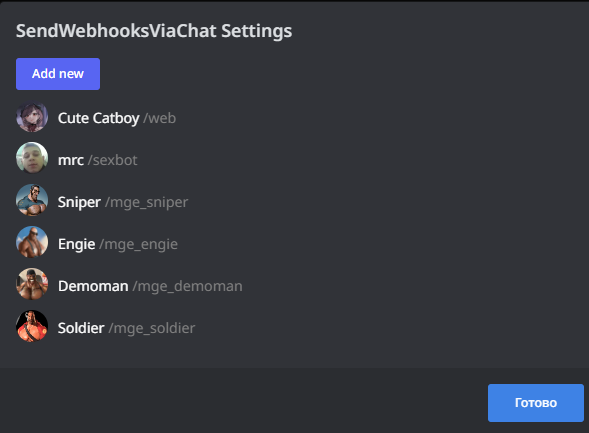 SendWebhooksViaChat Settings
Add new
Cute Catboy /web
mrc /sexbot
Sniper /mge_sniper
Engie /mge_engie
Demoman /mge_demoman
Soldier /mge_soldier
Готово